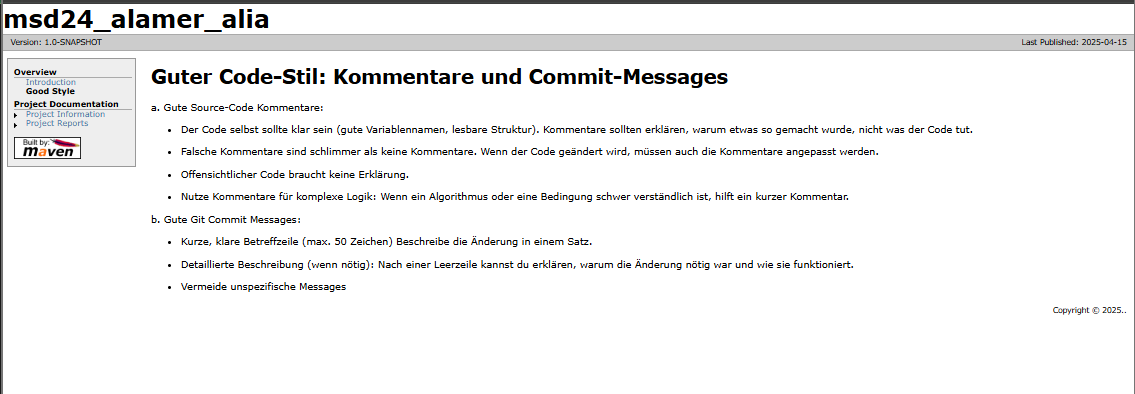 msd24_alamer_alia
Version: 1.0-SNAPSHOT
Last Published: 2025-04-15
Overview
Introduction
Good Style
Project Documentation
Project Information
Project Reports
Built by:
maven
Guter Code-Stil: Kommentare und Commit-Messages
a. Gute Source-Code Kommentare:
• Der Code selbst sollte klar sein (gute Variablennamen, lesbare Struktur). Kommentare sollten erklären, warum etwas so gemacht wurde, nicht was der Code tut.
• Falsche Kommentare sind schlimmer als keine Kommentare. Wenn der Code geändert wird, müssen auch die Kommentare angepasst werden.
• Offensichtlicher Code braucht keine Erklärung.
• Nutze Kommentare für komplexe Logik: Wenn ein Algorithmus oder eine Bedingung schwer verständlich ist, hilft ein kurzer Kommentar.
b. Gute Git Commit Messages:
• Kurze, klare Betreffzeile (max. 50 Zeichen) Beschreibe die Änderung in einem Satz.
• Detaillierte Beschreibung (wenn nötig): Nach einer Leerzeile kannst du erklären, warum die Änderung nötig war und wie sie funktioniert.
• Vermeide unspezifische Messages
Copyright © 2025..